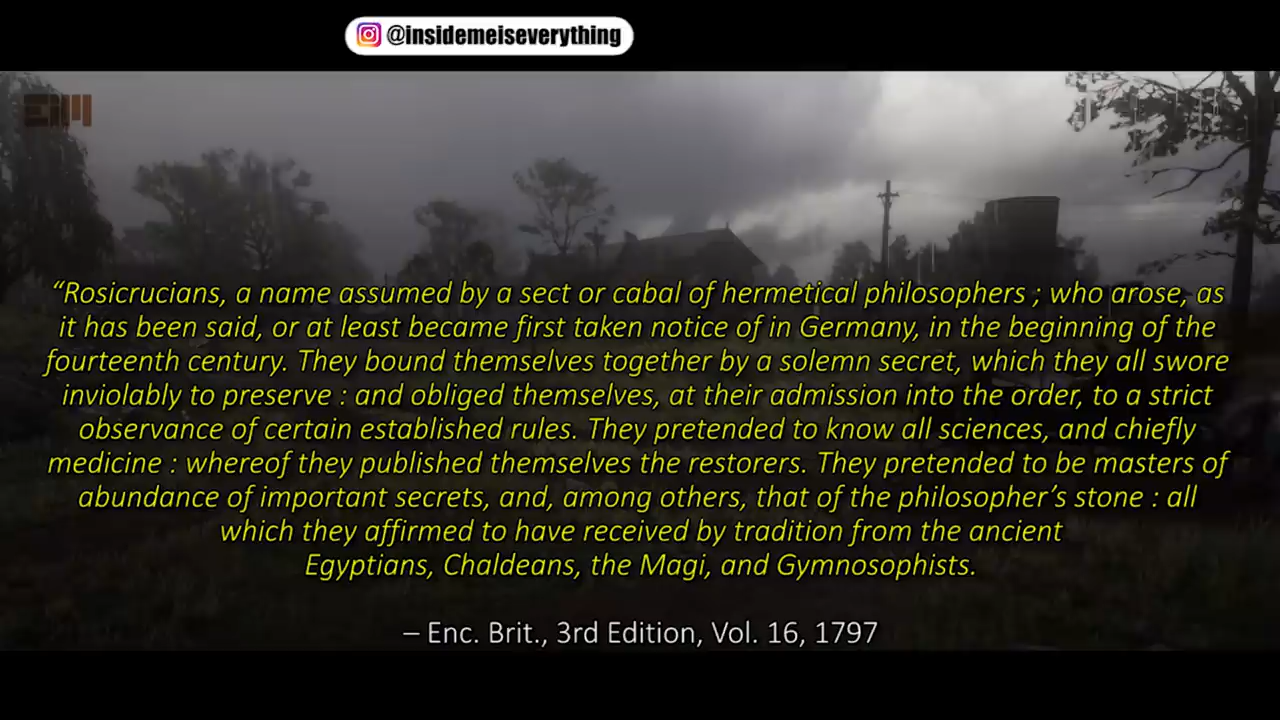 @insidemeiseverything
EIM
“Rosicrucians, a name assumed by a sect or cabal of hermetical philosophers ; who arose, as
it has been said, or at least became first taken notice of in Germany, in the beginning of the
fourteenth century. They bound themselves together by a solemn secret, which they all swore
inviolably to preserve : and obliged themselves, at their admission into the order, to a strict
observance of certain established rules. They pretended to know all sciences, and chiefly
medicine : whereof they published themselves the restorers. They pretended to be masters of
abundance of important secrets, and, among others, that of the philosopher’s stone : all
which they affirmed to have received by tradition from the ancient
Egyptians, Chaldeans, the Magi, and Gymnosophists.
– Enc. Brit., 3rd Edition, Vol. 16, 1797